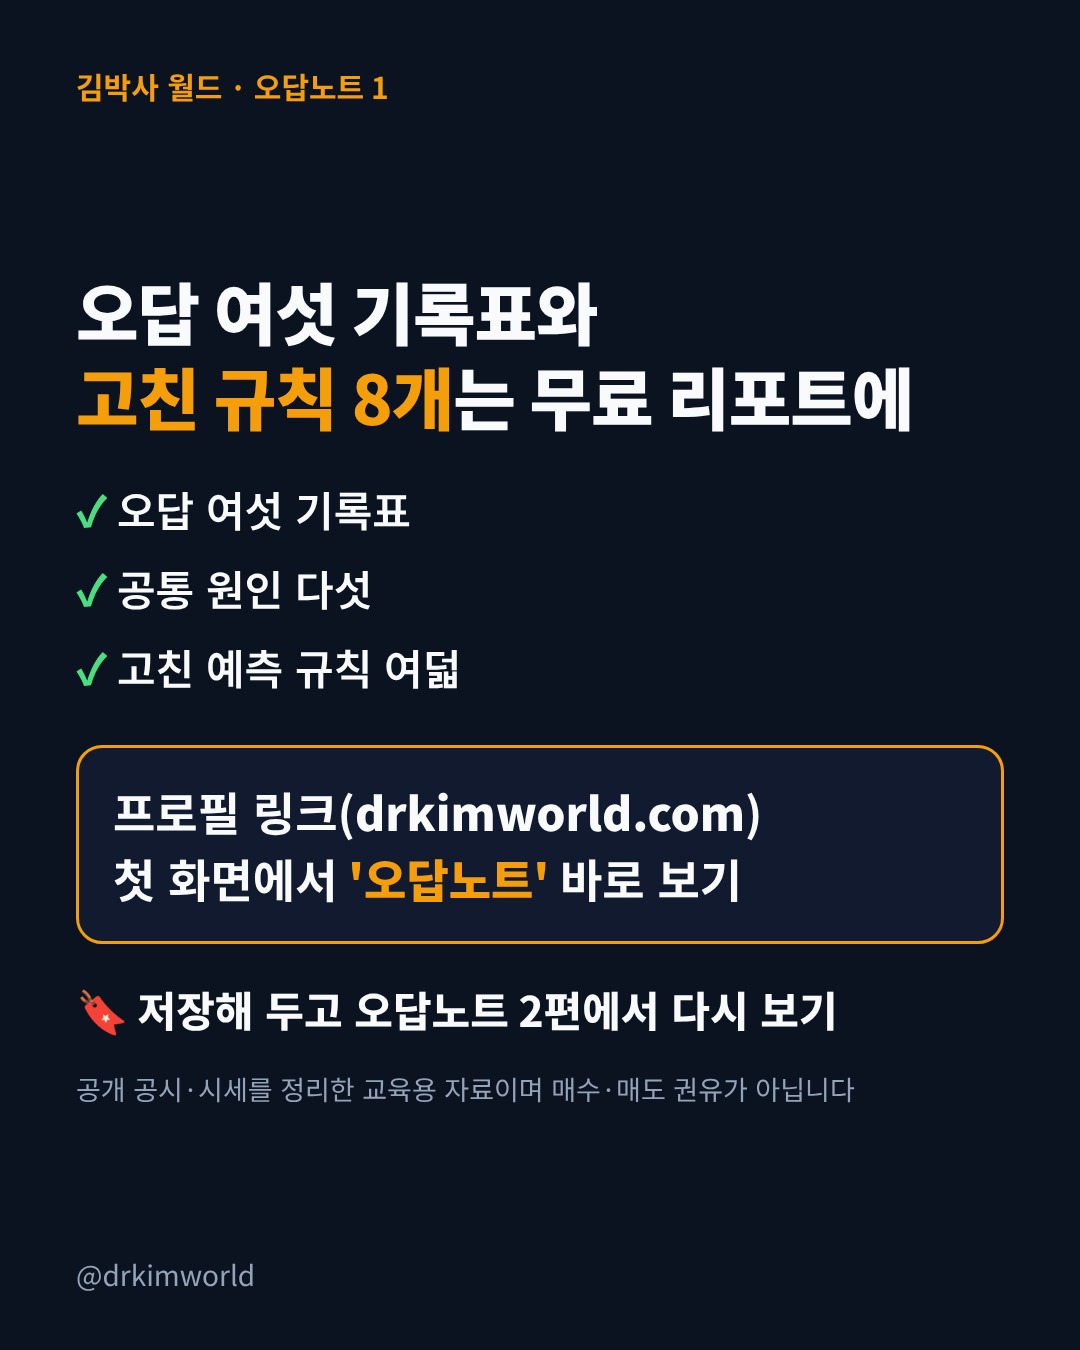 김박사 월드 · 오답노트 1
오답 여섯 기록표와
고친 규칙 8개는 무료 리포트에
✓ 오답 여섯 기록표
✓ 공통 원인 다섯
✓ 고친 예측 규칙 여덟
프로필 링크(drkimworld.com)
첫 화면에서 '오답노트' 바로 보기
🔖 저장해 두고 오답노트 2편에서 다시 보기
공개 공시·시세를 정리한 교육용 자료이며 매수·매도 권유가 아닙니다
@drkimworld